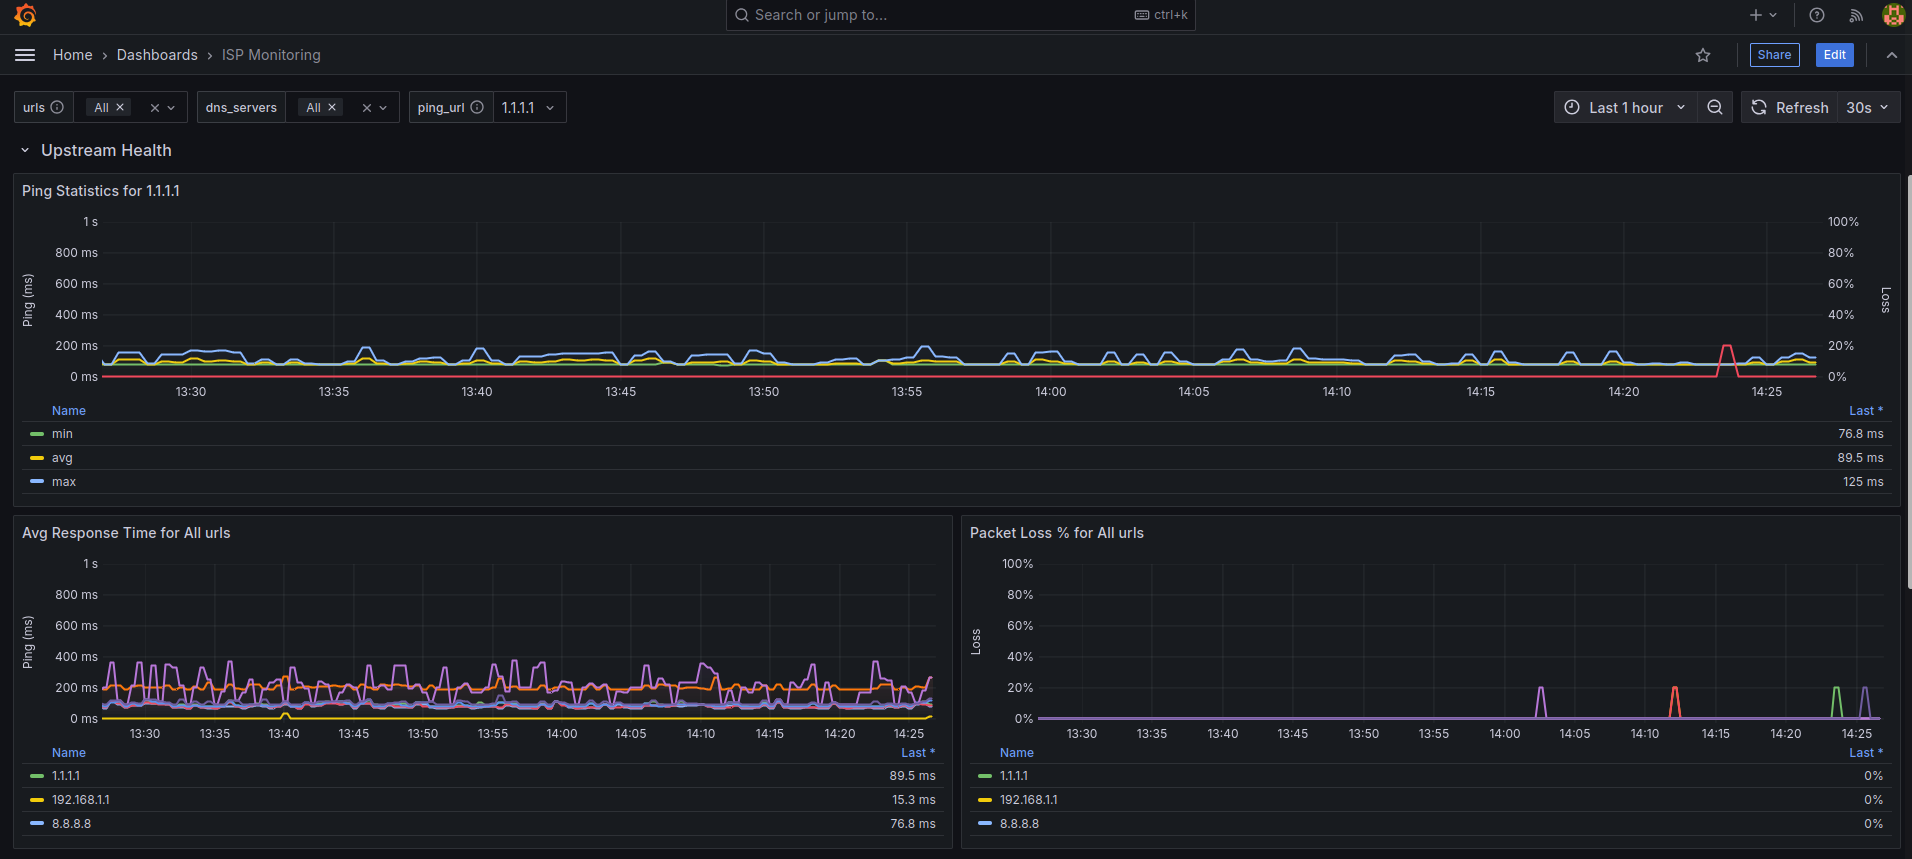 Search or jump to... ctrl+k
Home › Dashboards › ISP Monitoring
Share Edit
urls All dns_servers All ping_url 1.1.1.1 Last 1 hour Refresh 30s
Upstream Health
Ping Statistics for 1.1.1.1
Ping (ms)
1 s
800 ms
600 ms
400 ms
200 ms
0 ms
100%
80%
60%
40%
20%
0%
Loss
13:30 13:35 13:40 13:45 13:50 13:55 14:00 14:05 14:10 14:15 14:20 14:25
Name Last *
min 76.8 ms
avg 89.5 ms
max 125 ms
Avg Response Time for All urls
Ping (ms)
1 s
800 ms
600 ms
400 ms
200 ms
0 ms
13:30 13:35 13:40 13:45 13:50 13:55 14:00 14:05 14:10 14:15 14:20 14:25
Name Last *
1.1.1.1 89.5 ms
192.168.1.1 15.3 ms
8.8.8.8 76.8 ms
Packet Loss % for All urls
Loss
100%
80%
60%
40%
20%
0%
13:30 13:35 13:40 13:45 13:50 13:55 14:00 14:05 14:10 14:15 14:20 14:25
Name Last *
1.1.1.1 0%
192.168.1.1 0%
8.8.8.8 0%